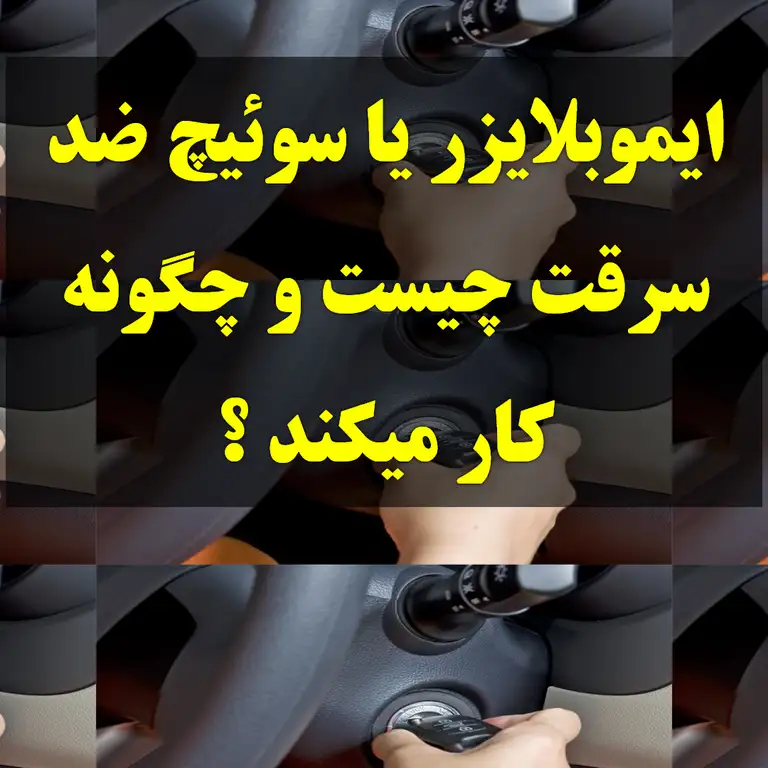 ایموبلایزر یا سوئیچ ضد
سرقت چیست و چگونه
کار میکند ؟